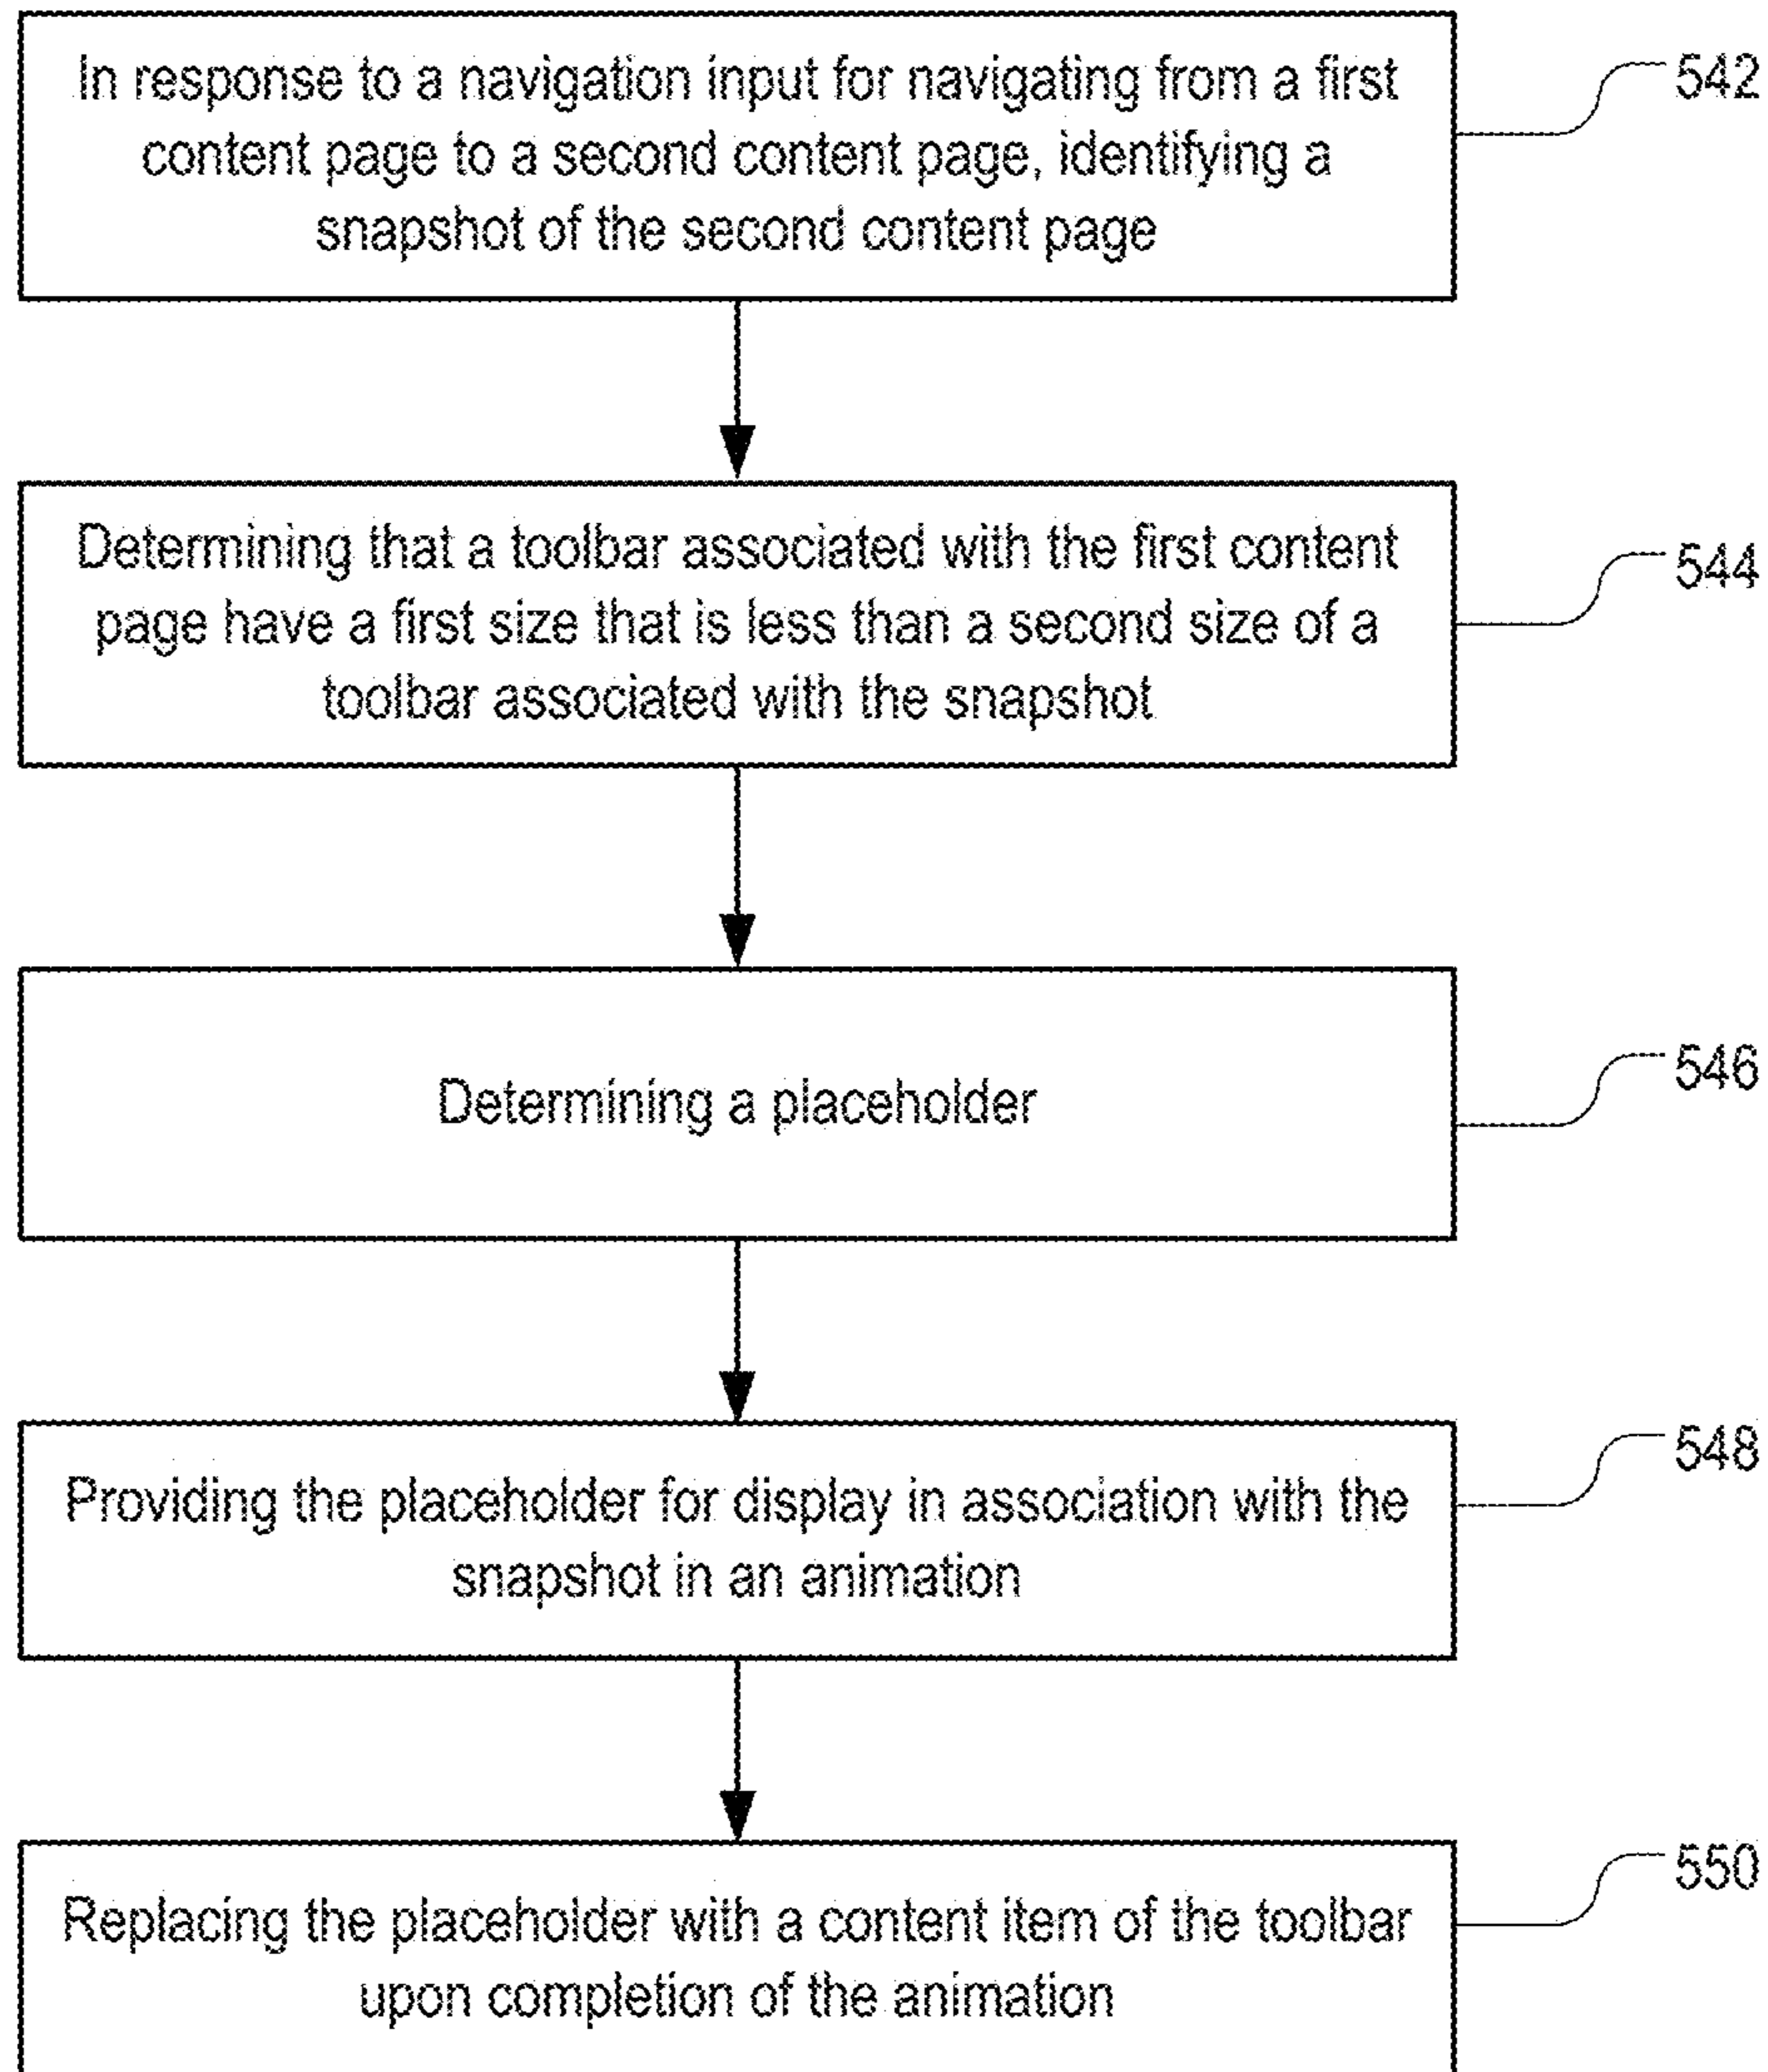 In response to a navigation input for navigating from a first
content page to a second content page, identifying a
snapshot of the second content page
542
Determining that a toolbar associated with the first content
page have a first size that is less than a second size of a
toolbar associated with the snapshot
544
Determining a placeholder
546
Providing the placeholder for display in association with the
snapshot in an animation
548
Replacing the placeholder with a content item of the toolbar
upon completion of the animation
550